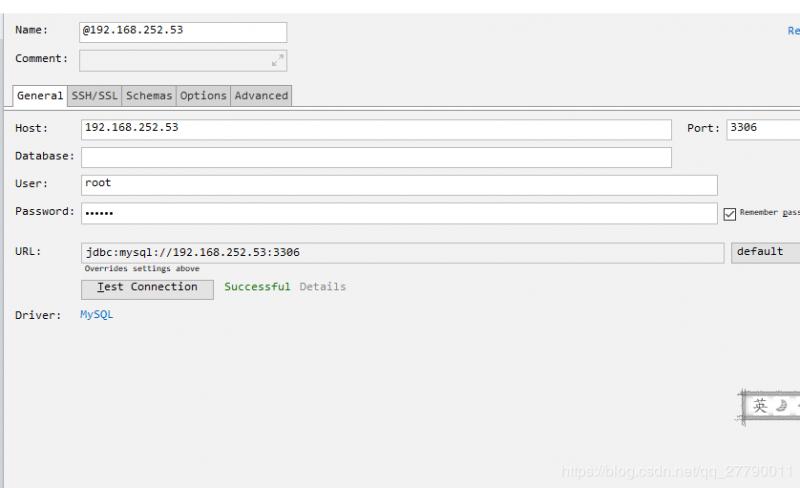 Name: @192.168.252.53
Re
Comment:
General SSH/SSL Schemas Options Advanced
Host: 192.168.252.53 Port: 3306
Database:
User: root
Password: •••••• Remember pass
URL: jdbc:mysql://192.168.252.53:3306 default
Overrides settings above
Test Connection Successful Details
Driver: MySQL
英
https://blog.csdn.net/qq_27790011